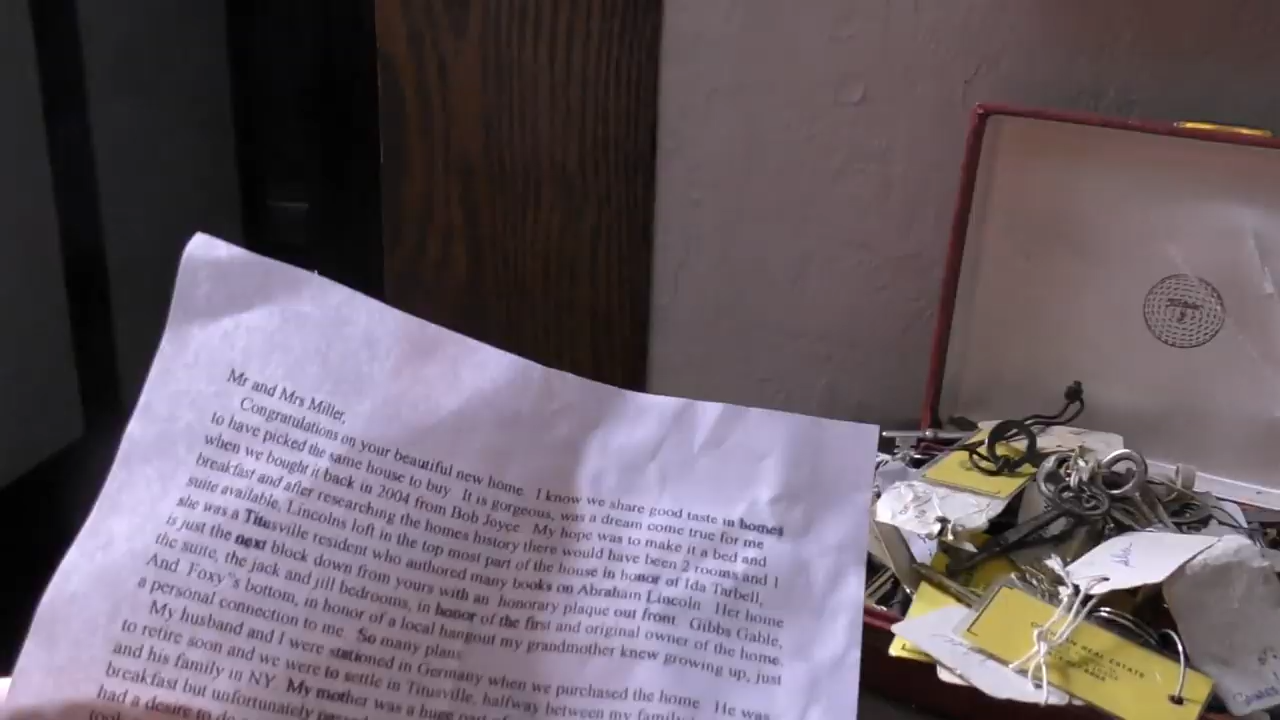 Mr and Mrs Miller,
Congratulations on your beautiful new home. I know we share good taste in homes
to have picked the same house to buy. It is gorgeous, was a dream come true for me
when we bought it back in 2004 from Bob Joyce. My hope was to make it a bed and
breakfast and after researching the homes history there would have been 2 rooms and 1
suite available, Lincolns loft in the top most part of the house in honor of Ida Tarbell,
she was a Titusville resident who authored many books on Abraham Lincoln. Her home
is just the next block down from yours with an honorary plaque out front. Gibbs Gable,
the suite, the jack and jill bedrooms, in honor of the first and original owner of the home.
And Foxy"s bottom, in honor of a local hangout my grandmother knew growing up, just
a personal connection to me. So many plans
My husband and I were stationed in Germany when we purchased the home. He was
to retire soon and we were to settle in Titusville, halfway between my family
and his family in NY. My mother was a huge part of
breakfast but unfortunately
had a desire to
REAL ESTATE